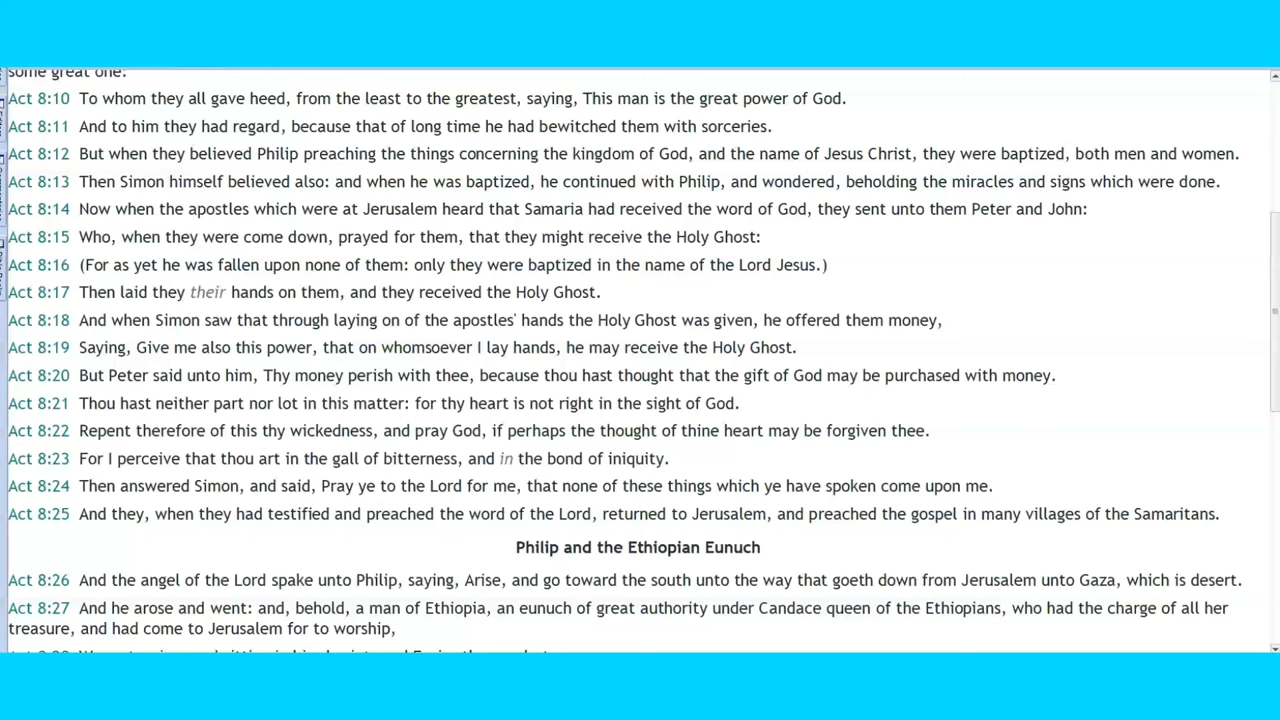 some great one:
Act 8:10 To whom they all gave heed, from the least to the greatest, saying, This man is the great power of God.
Act 8:11 And to him they had regard, because that of long time he had bewitched them with sorceries.
Act 8:12 But when they believed Philip preaching the things concerning the kingdom of God, and the name of Jesus Christ, they were baptized, both men and women.
Act 8:13 Then Simon himself believed also: and when he was baptized, he continued with Philip, and wondered, beholding the miracles and signs which were done.
Act 8:14 Now when the apostles which were at Jerusalem heard that Samaria had received the word of God, they sent unto them Peter and John:
Act 8:15 Who, when they were come down, prayed for them, that they might receive the Holy Ghost:
Act 8:16 (For as yet he was fallen upon none of them: only they were baptized in the name of the Lord Jesus.)
Act 8:17 Then laid they their hands on them, and they received the Holy Ghost.
Act 8:18 And when Simon saw that through laying on of the apostles' hands the Holy Ghost was given, he offered them money,
Act 8:19 Saying, Give me also this power, that on whomsoever I lay hands, he may receive the Holy Ghost.
Act 8:20 But Peter said unto him, Thy money perish with thee, because thou hast thought that the gift of God may be purchased with money.
Act 8:21 Thou hast neither part nor lot in this matter: for thy heart is not right in the sight of God.
Act 8:22 Repent therefore of this thy wickedness, and pray God, if perhaps the thought of thine heart may be forgiven thee.
Act 8:23 For I perceive that thou art in the gall of bitterness, and in the bond of iniquity.
Act 8:24 Then answered Simon, and said, Pray ye to the Lord for me, that none of these things which ye have spoken come upon me.
Act 8:25 And they, when they had testified and preached the word of the Lord, returned to Jerusalem, and preached the gospel in many villages of the Samaritans.
Philip and the Ethiopian Eunuch
Act 8:26 And the angel of the Lord spake unto Philip, saying, Arise, and go toward the south unto the way that goeth down from Jerusalem unto Gaza, which is desert.
Act 8:27 And he arose and went: and, behold, a man of Ethiopia, an eunuch of great authority under Candace queen of the Ethiopians, who had the charge of all her
treasure, and had come to Jerusalem for to worship,